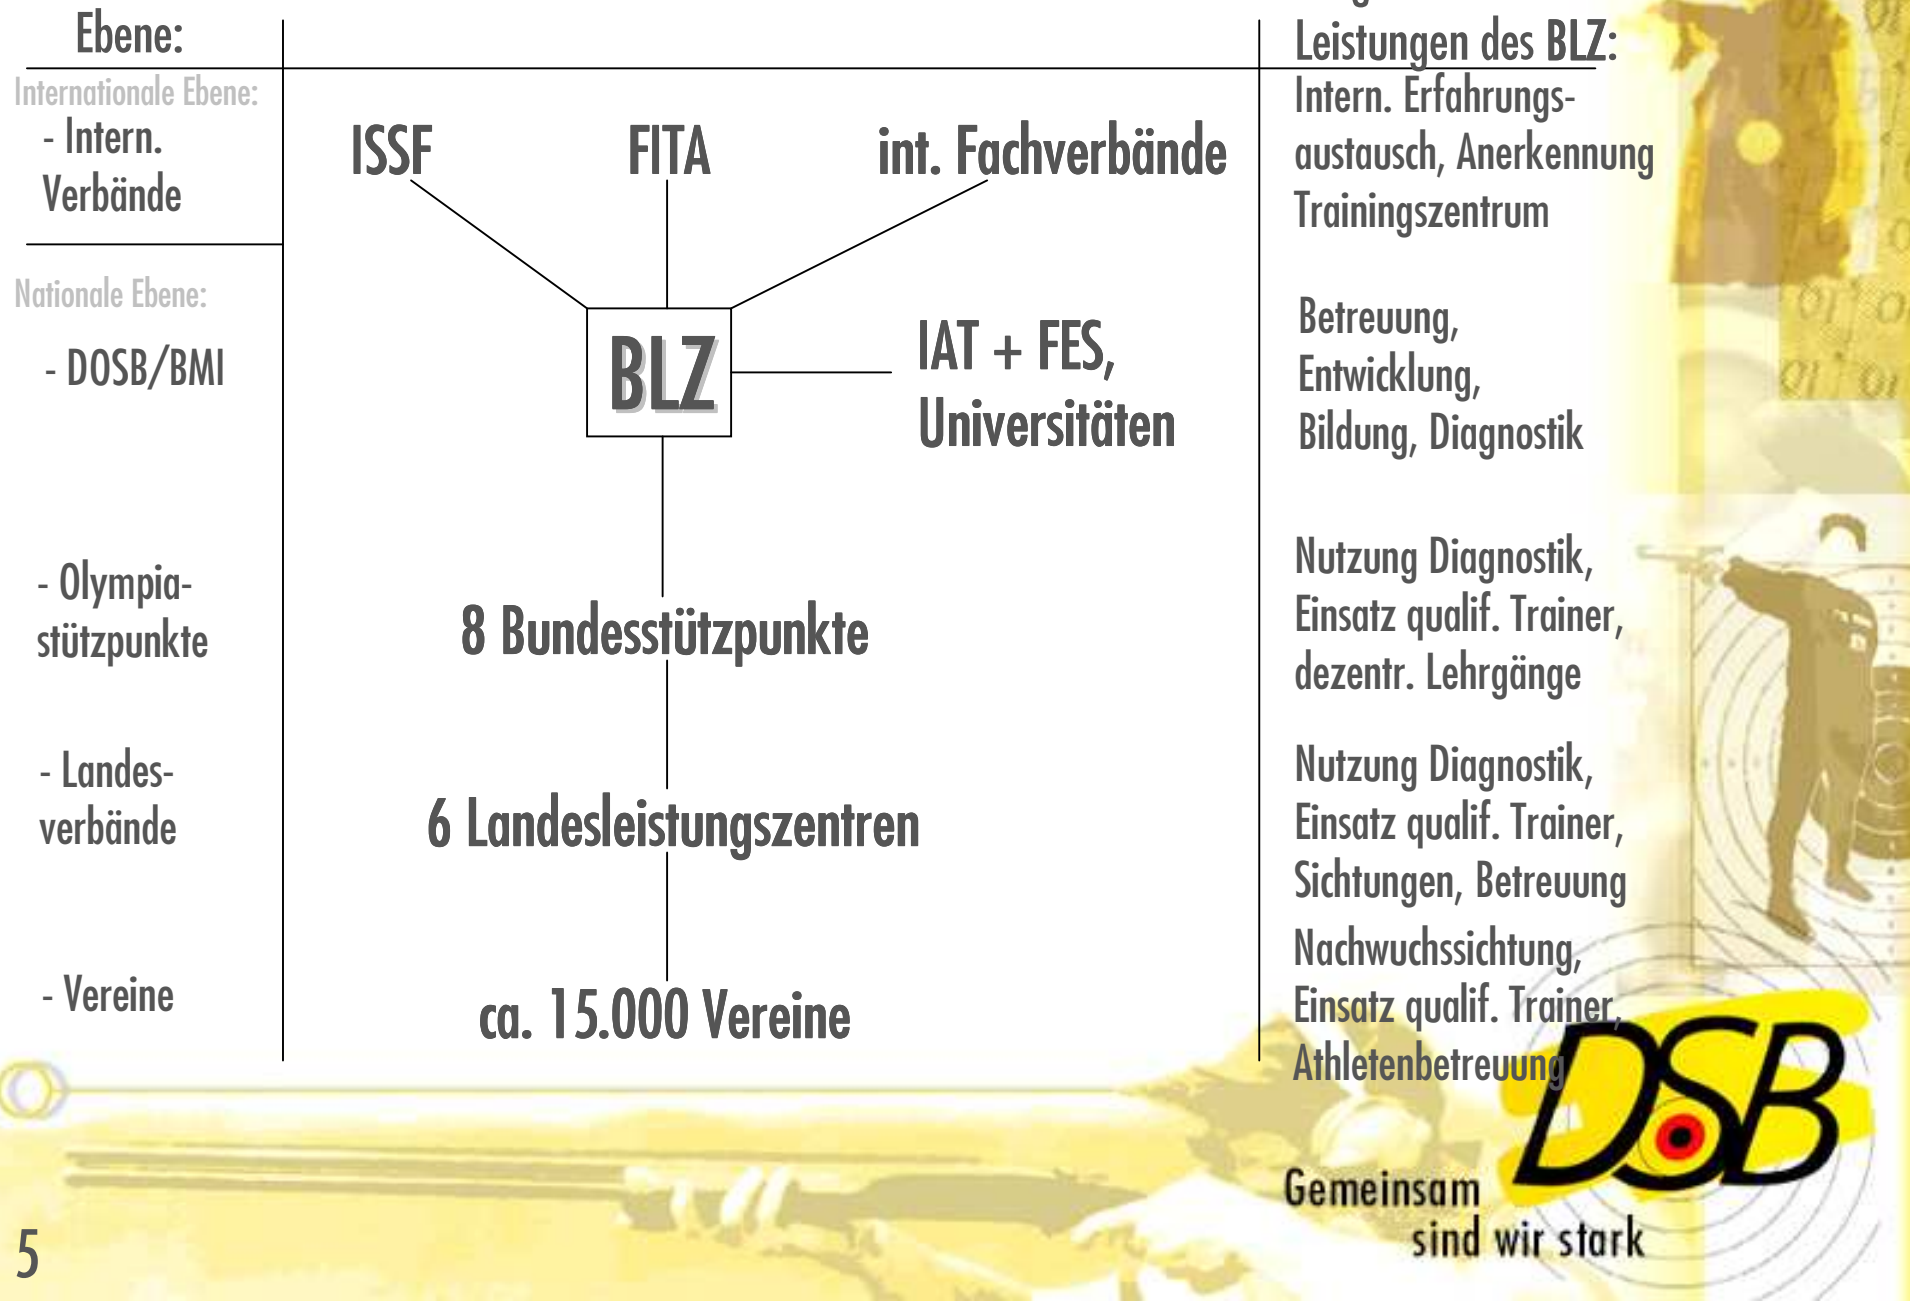 Ebene:
Leistungen des BLZ:
Internationale Ebene:
- Intern.
Verbände
ISSF
FITA
int. Fachverbände
Intern. Erfahrungs-
austausch, Anerkennung
Trainingszentrum
Nationale Ebene:
- DOSB/BMI
BLZ
IAT + FES,
Universitäten
Betreuung,
Entwicklung,
Bildung, Diagnostik
- Olympia-
stützpunkte
8 Bundesstützpunkte
Nutzung Diagnostik,
Einsatz qualif. Trainer,
dezentr. Lehrgänge
- Landes-
verbände
6 Landesleistungszentren
Nutzung Diagnostik,
Einsatz qualif. Trainer,
Sichtungen, Betreuung
- Vereine
ca. 15.000 Vereine
Nachwuchssichtung,
Einsatz qualif. Trainer,
Athletenbetreuung
DSB
Gemeinsam
sind wir stark
5